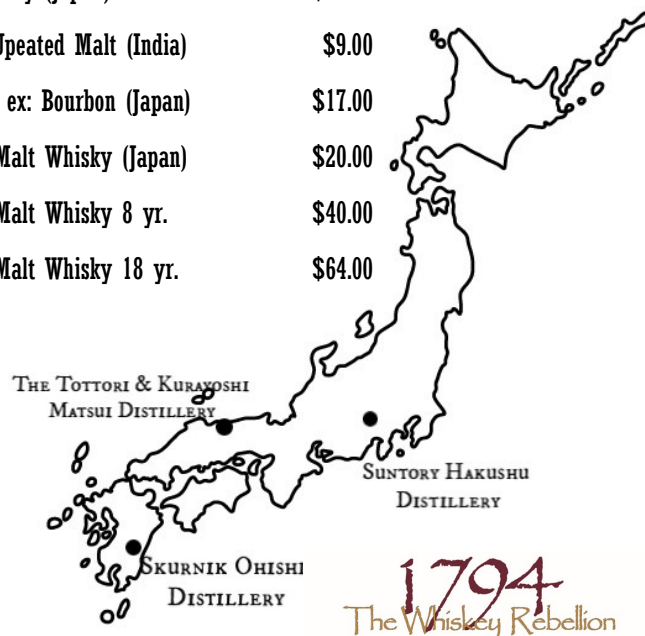 Upeated Malt (India) $9.00
ex: Bourbon (Japan) $17.00
Malt Whisky (Japan) $20.00
Malt Whisky 8 yr. $40.00
Malt Whisky 18 yr. $64.00
The Tottori & Kurayoshi
Matsui Distillery
Suntory Hakushu
Distillery
Skurnik Ohishi
Distillery
1794
The Whiskey Rebellion